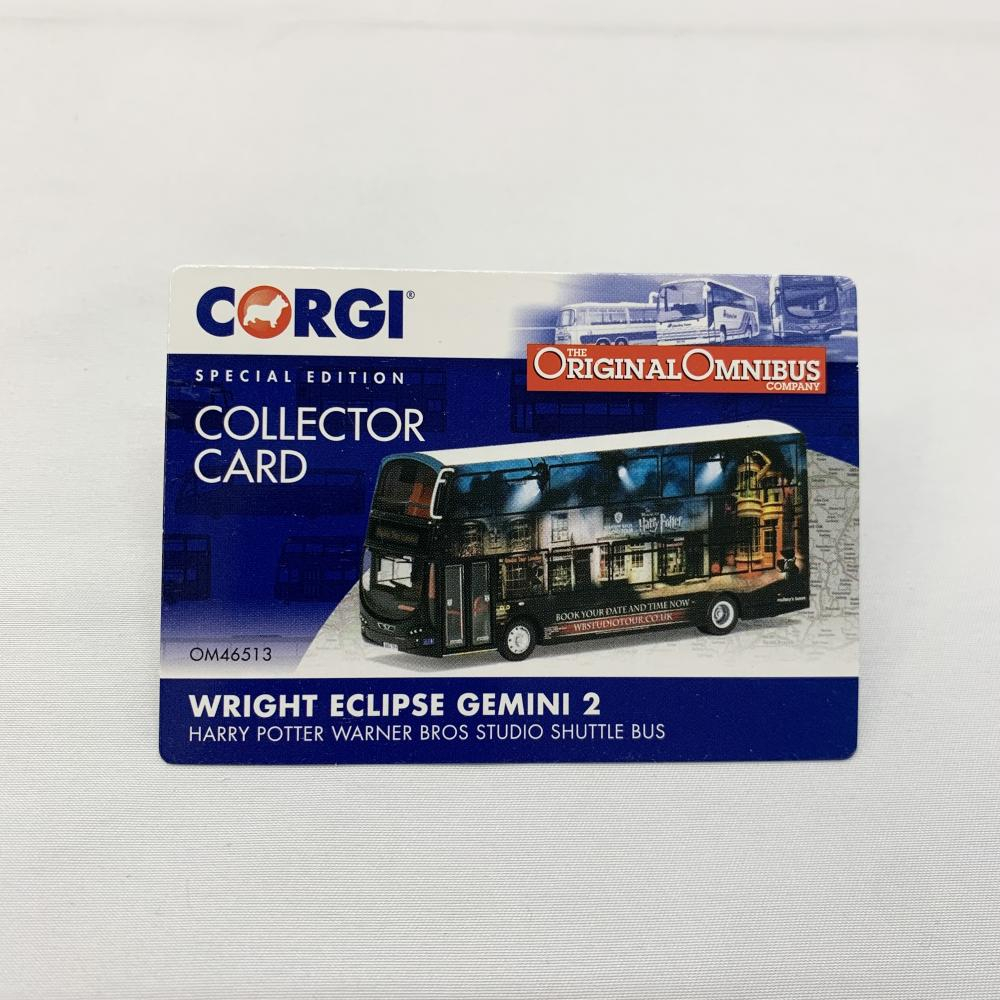 CORGI®
THE
ORIGINAL OMNIBUS
COMPANY
SPECIAL EDITION
COLLECTOR
CARD
Harry Potter
BOOK YOUR DATE AND TIME NOW
WBSTUDIOTOUR.CO.UK
OM46513
WRIGHT ECLIPSE GEMINI 2
HARRY POTTER WARNER BROS STUDIO SHUTTLE BUS